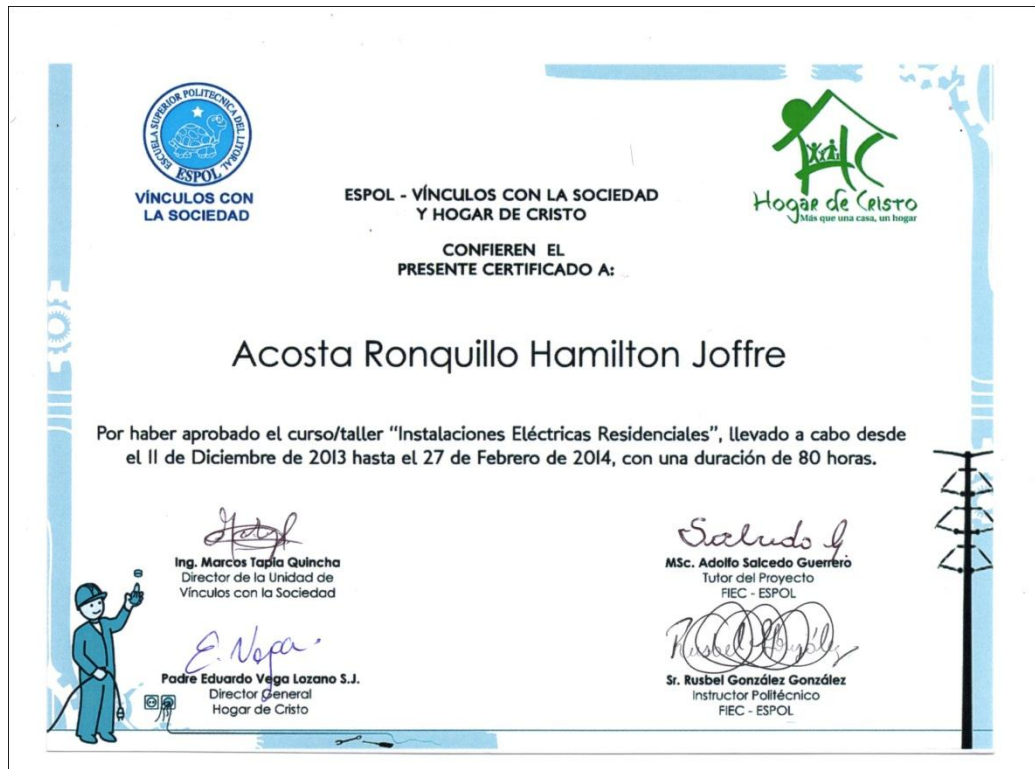 ESCUELA SUPERIOR POLITECNICA DEL LITORAL
ESPOL
VÍNCULOS CON
LA SOCIEDAD
Hogar de Cristo
Más que una casa, un hogar
ESPOL - VÍNCULOS CON LA SOCIEDAD
Y HOGAR DE CRISTO
CONFIEREN EL
PRESENTE CERTIFICADO A:
Acosta Ronquillo Hamilton Joffre
Por haber aprobado el curso/taller "Instalaciones Eléctricas Residenciales", llevado a cabo desde
el 11 de Diciembre de 2013 hasta el 27 de Febrero de 2014, con una duración de 80 horas.
Ing. Marcos Tapia Quincha
Director de la Unidad de
Vínculos con la Sociedad
Salcedo G
MSc. Adolfo Salcedo Guerrero
Tutor del Proyecto
FIEC - ESPOL
E. Vega
Padre Eduardo Vega Lozano S.J.
Director General
Hogar de Cristo
Rusbel González
Sr. Rusbel González González
Instructor Politécnico
FIEC - ESPOL